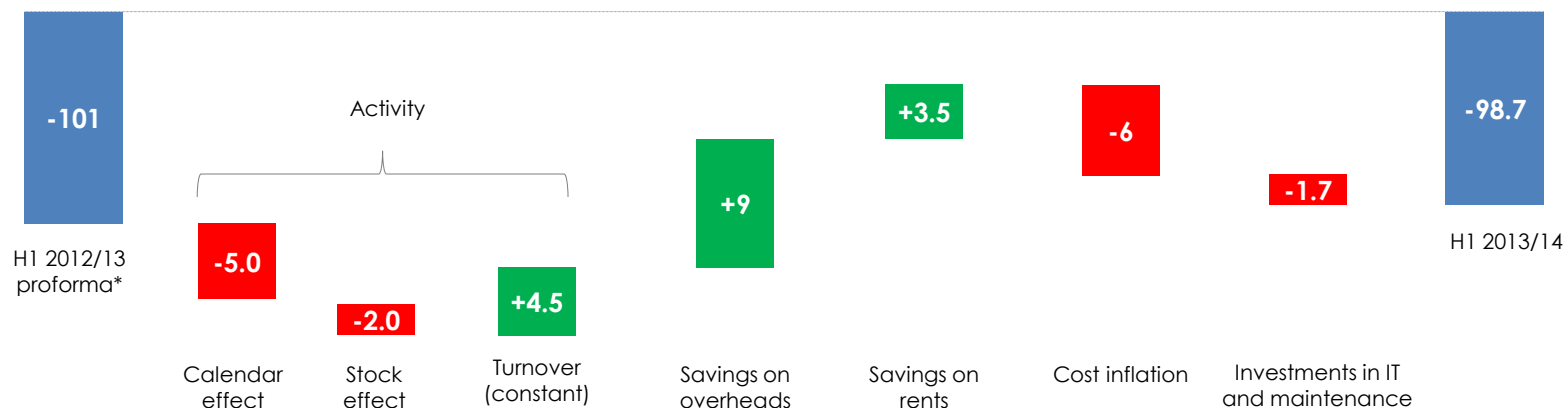 -101
Activity
-5.0
-2.0
+4.5
+9
+3.5
-6
-1.7
-98.7
H1 2012/13
proforma*
H1 2013/14
Calendar
effect
Stock
effect
Turnover
(constant)
Savings on
overheads
Savings on
rents
Cost inflation
Investments in IT
and maintenance